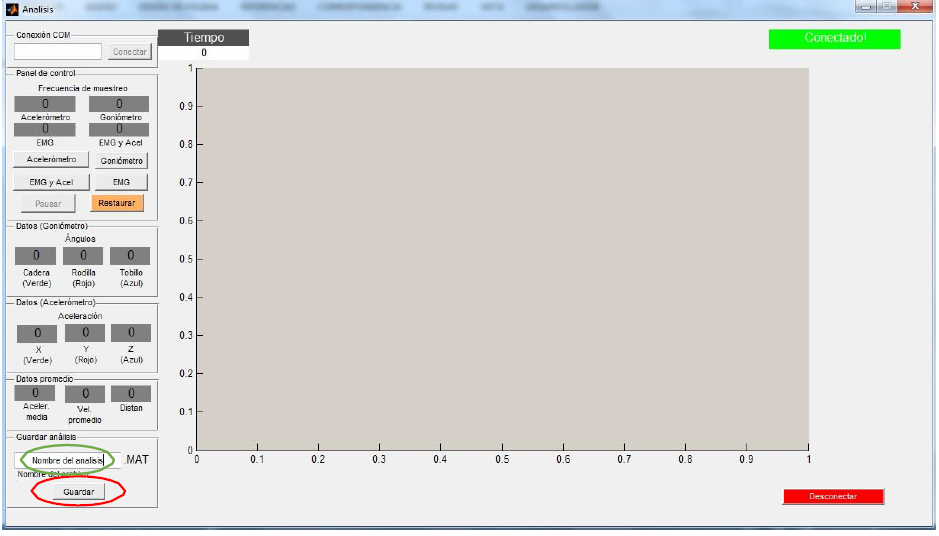 Analisis
Conexión COM
Conectar
Panel de control
Frecuencia de muestreo
0 0
Acelerómetro Goniómetro
0 0
EMG EMG y Acel
Acelerómetro Goniómetro
EMG y Acel EMG
Pausar Restaurar
Datos (Goniómetro)
Ángulos
0 0 0
Cadera Rodilla Tobillo
(Verde) (Rojo) (Azul)
Datos (Acelerómetro)
Aceleración
0 0 0
X Y Z
(Verde) (Rojo) (Azul)
Datos promedio
0 0 0
Aceler. media
Vel. promedio
Distan
Guardar análisis
Nombre del analisis .MAT
Nombre del archivo
Guardar
Tiempo
0
Conectado!
1
0.9
0.8
0.7
0.6
0.5
0.4
0.3
0.2
0.1
0
0 0.1 0.2 0.3 0.4 0.5 0.6 0.7 0.8 0.9 1
Desconectar